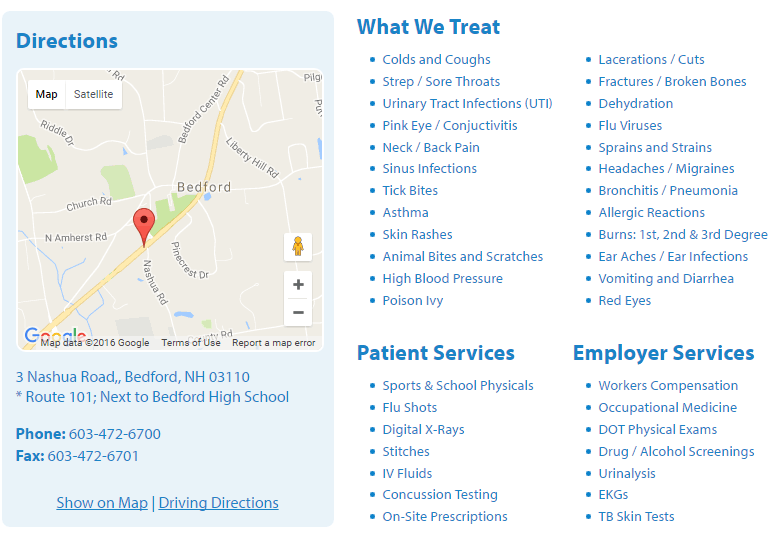 Directions
Map
Satellite
Rd
Pilg
Riddle Dr
Bedford Center Rd
Liberty Hill Rd
Bedford
Church Rd
N Amherst Rd
Pinecrest Dr
Nashua Rd
Rd
Google
Map data ©2016 Google
Terms of Use
Report a map error
3 Nashua Road,, Bedford, NH 03110
* Route 101; Next to Bedford High School
Phone: 603-472-6700
Fax: 603-472-6701
Show on Map | Driving Directions
What We Treat
Colds and Coughs
Strep / Sore Throats
Urinary Tract Infections (UTI)
Pink Eye / Conjuctivitis
Neck / Back Pain
Sinus Infections
Tick Bites
Asthma
Skin Rashes
Animal Bites and Scratches
High Blood Pressure
Poison Ivy
Lacerations / Cuts
Fractures / Broken Bones
Dehydration
Flu Viruses
Sprains and Strains
Headaches / Migraines
Bronchitis / Pneumonia
Allergic Reactions
Burns: 1st, 2nd & 3rd Degree
Ear Aches / Ear Infections
Vomiting and Diarrhea
Red Eyes
Patient Services
Sports & School Physicals
Flu Shots
Digital X-Rays
Stitches
IV Fluids
Concussion Testing
On-Site Prescriptions
Employer Services
Workers Compensation
Occupational Medicine
DOT Physical Exams
Drug / Alcohol Screenings
Urinalysis
EKGs
TB Skin Tests